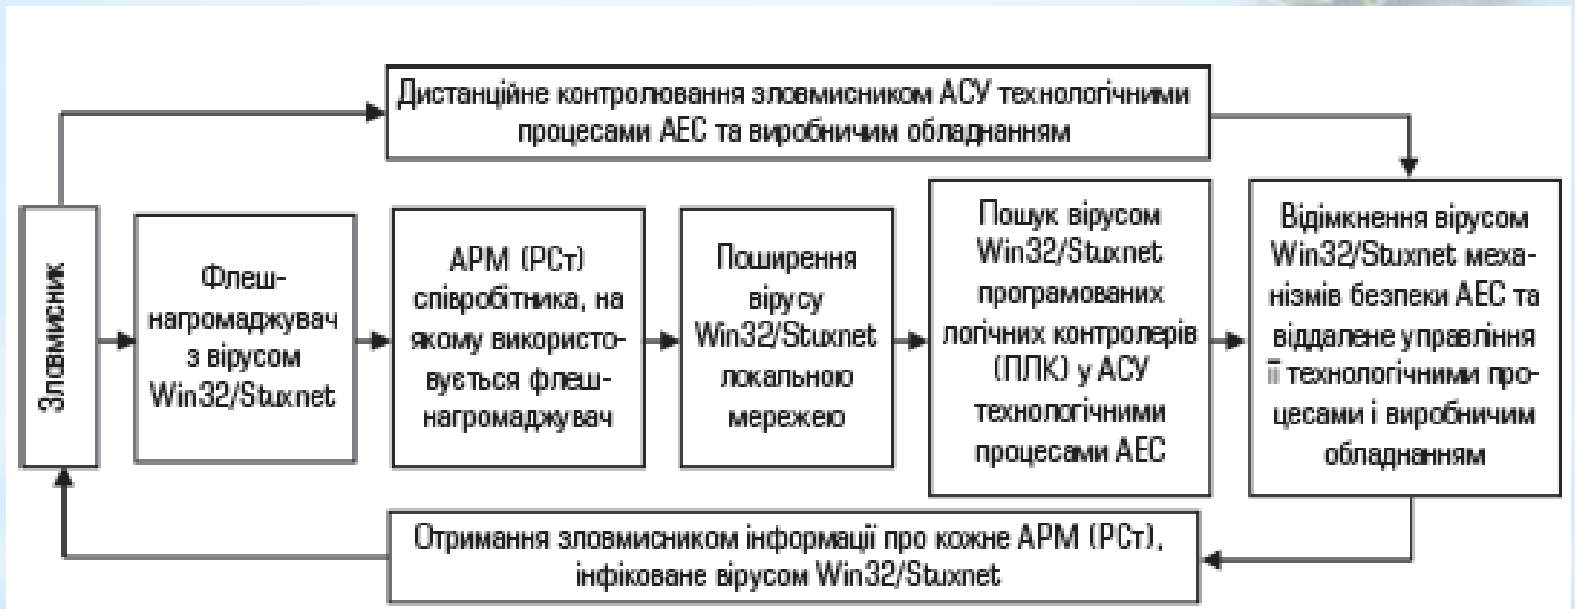 Дистанційне контролювання зловмисником АСУ технологічними
процесами АЕС та виробничим обладнанням
Зловмисник
Флеш-
нагромаджувач
з вірусом
Win32/Stuxnet
АРМ (РСт)
співробітника, на
якому використо-
вується флеш-
нагромаджувач
Поширення
вірусу
Win32/Stuxnet
локальною
мережею
Пошук вірусом
Win32/Stuxnet
програмованих
логічних контролерів
(ПЛК) у АСУ
технологічними
процесами АЕС
Відімкнення вірусом
Win32/Stuxnet меха-
нізмів безпеки АЕС та
віддалене управління
її технологічними про-
цесами і виробничим
обладнанням
Отримання зловмисником інформації про кожне АРМ (РСт),
інфіковане вірусом Win32/Stuxnet